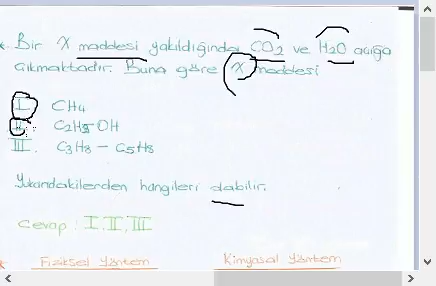 Bir X maddesi yakıldığında CO2 ve H2O açığa
çıkmaktadır. Buna göre X maddesi
I. CH4
II. C2H5-OH
III. C3H8 - C5H8
Yukarıdakilerden hangileri olabilir.
Cevap : I, II, III
Fiziksel Yöntem Kimyasal Yöntem